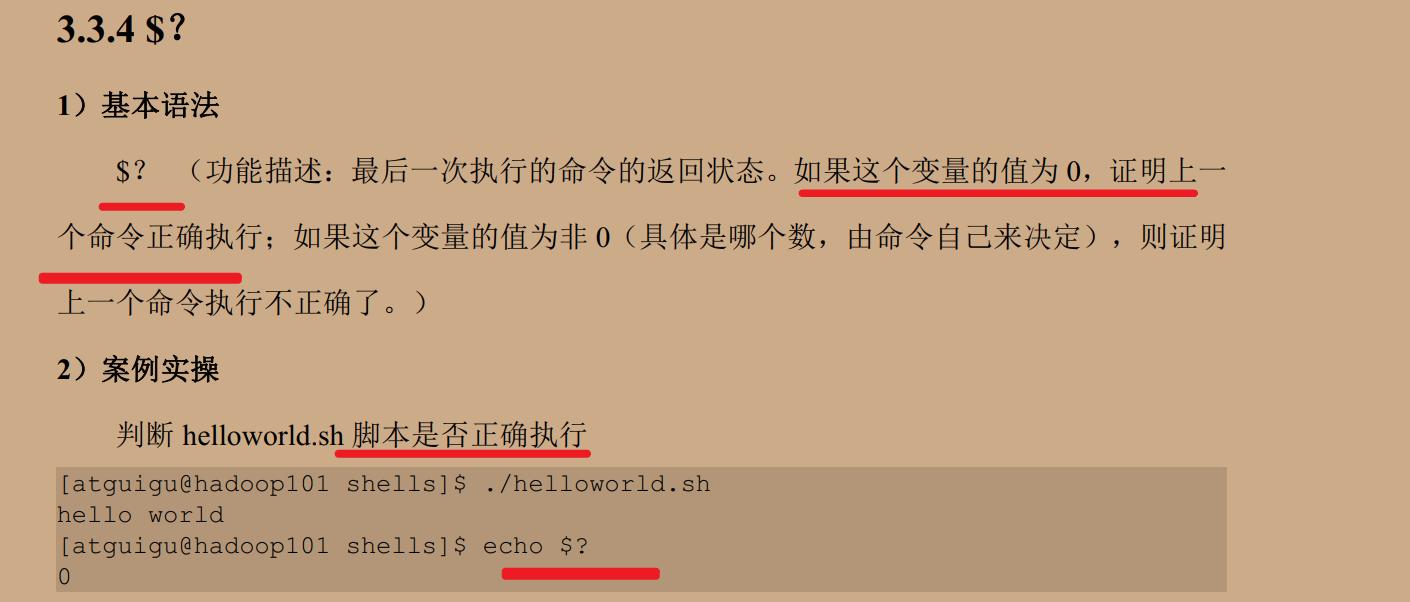 3.3.4 $？
1）基本语法
$？ （功能描述：最后一次执行的命令的返回状态。如果这个变量的值为 0，证明上一
个命令正确执行；如果这个变量的值为非 0（具体是哪个数，由命令自己来决定），则证明
上一个命令执行不正确了。）
2）案例实操
判断 helloworld.sh 脚本是否正确执行
[atguigu@hadoop101 shells]$ ./helloworld.sh
hello world
[atguigu@hadoop101 shells]$ echo $?
0